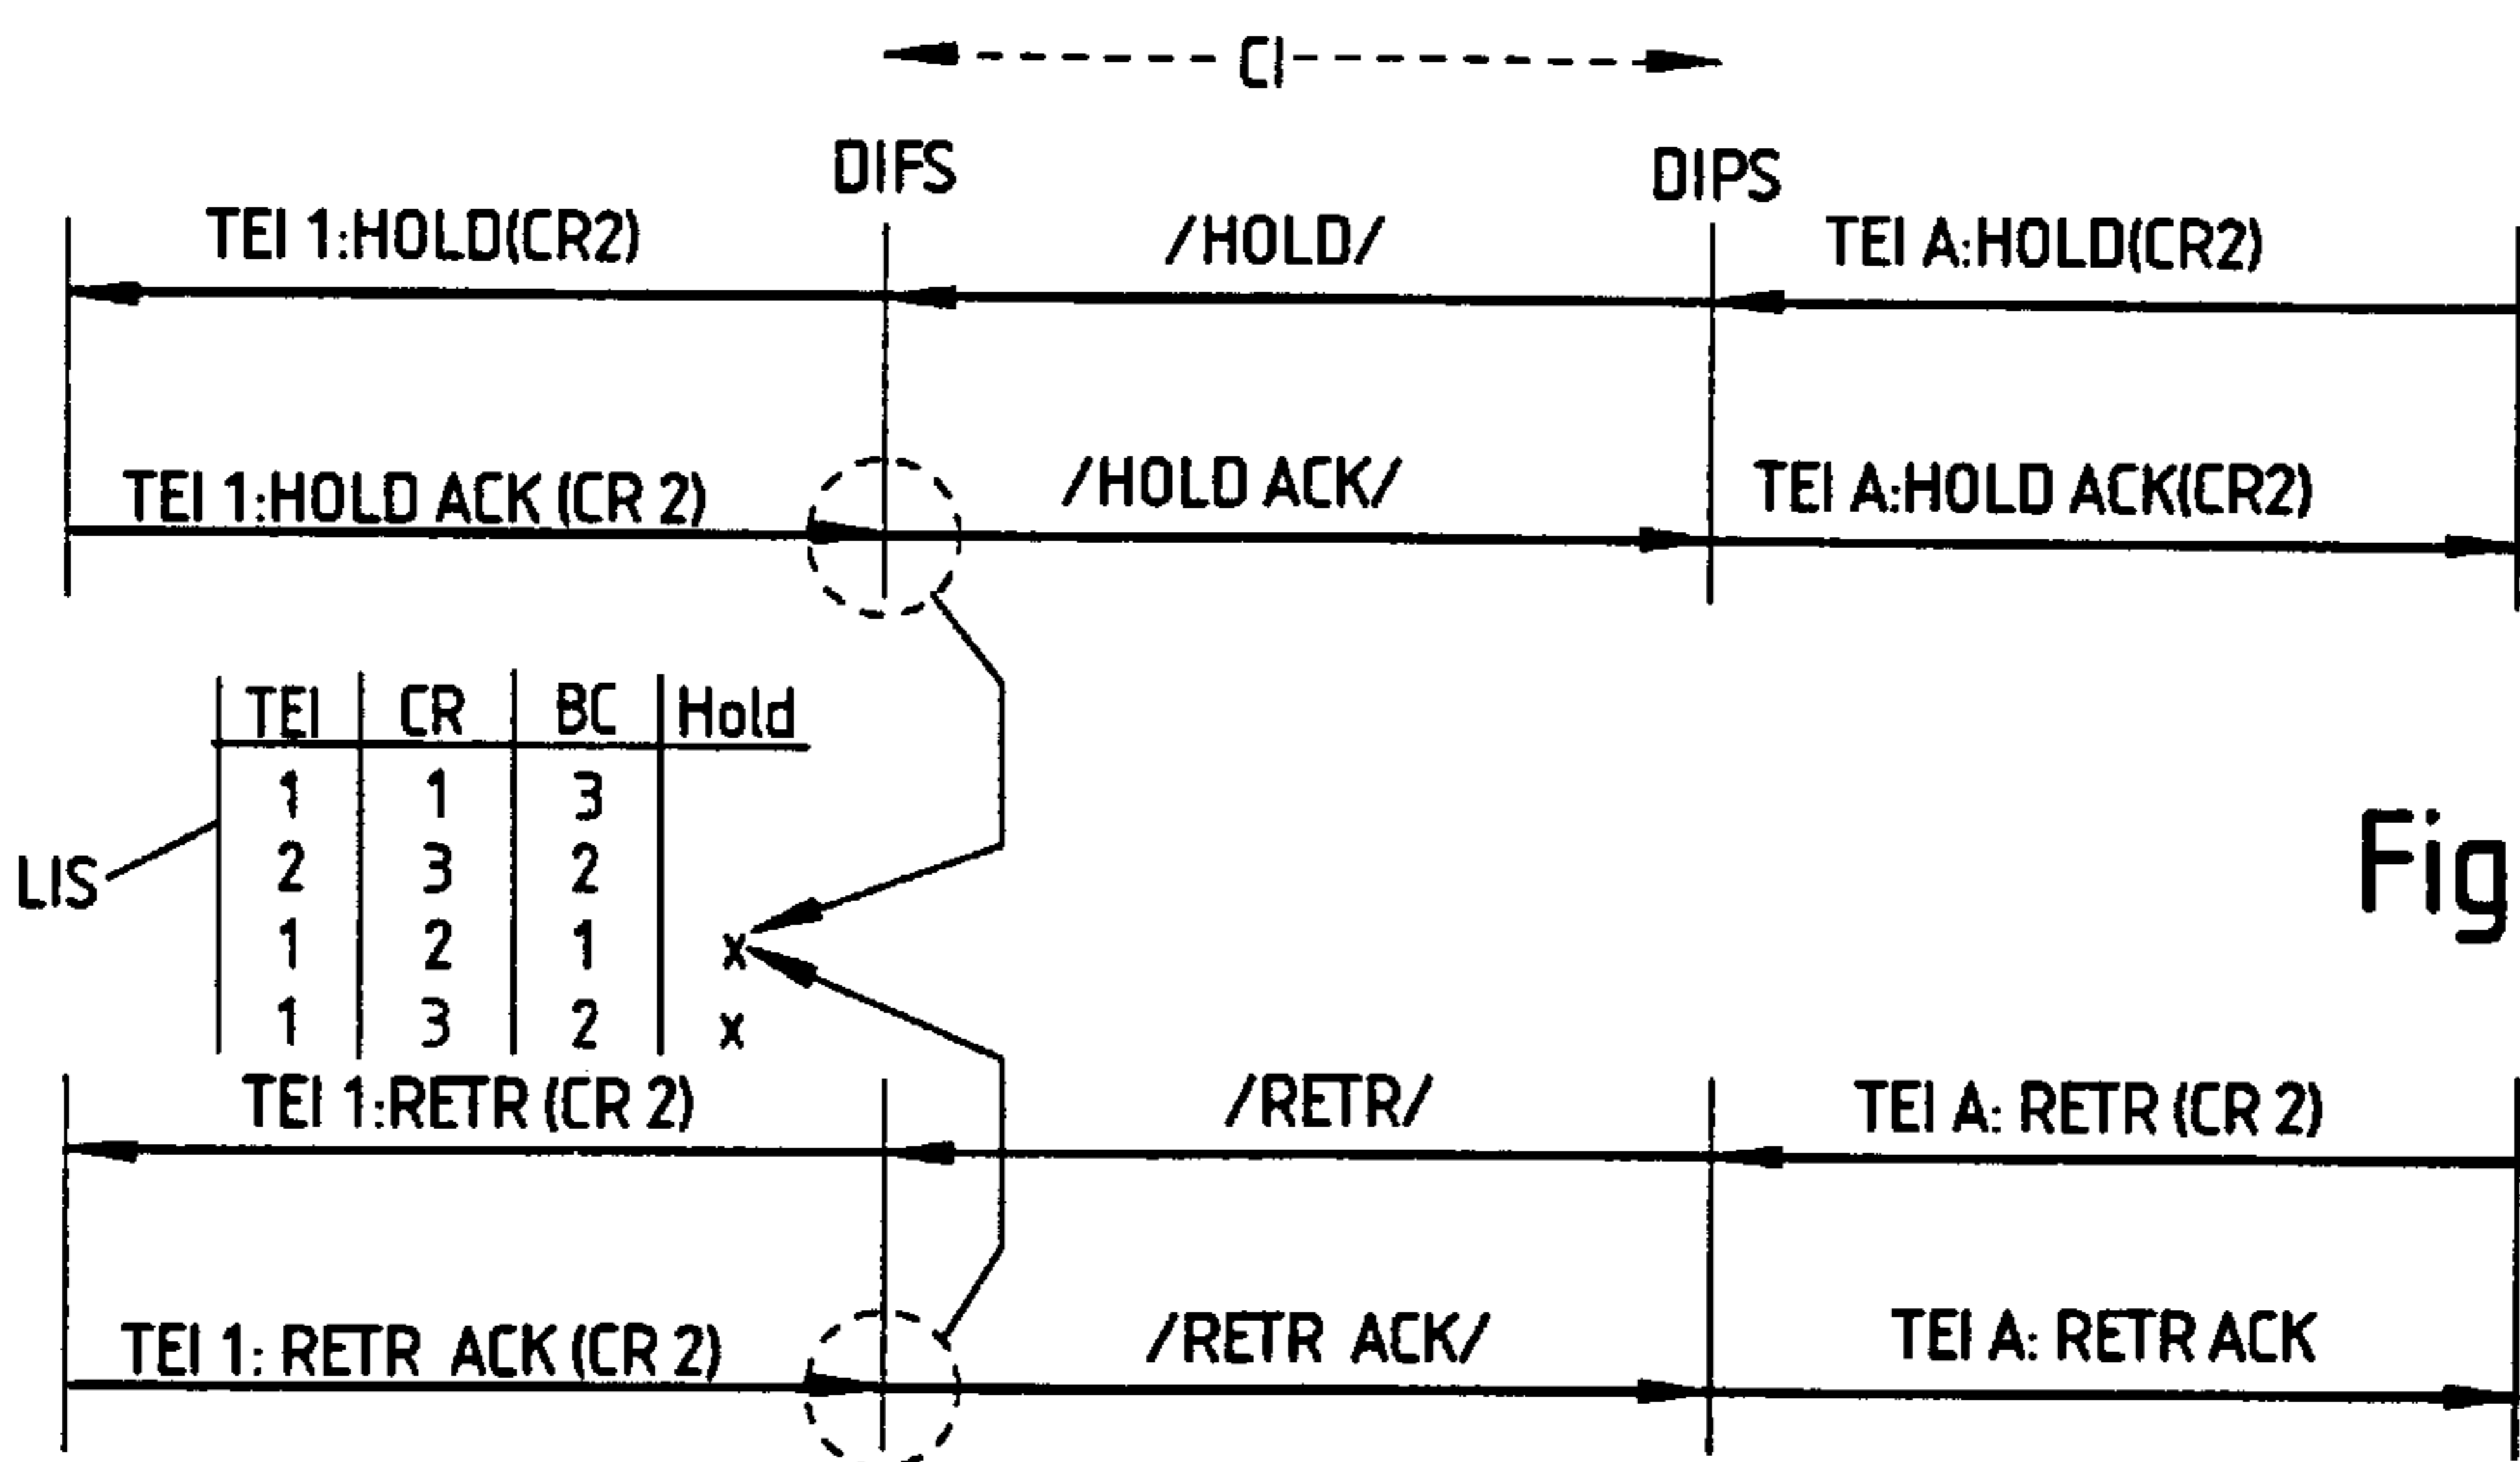 CI
DIFS DIPS
TEI 1:HOLD(CR2) /HOLD/ TEI A:HOLD(CR2)
TEI 1:HOLD ACK (CR 2) /HOLD ACK/ TEI A:HOLD ACK(CR2)
TEI CR BC Hold
1 1 3
2 3 2
1 2 1 x
1 3 2 x
LIS
Fig
TEI 1:RETR (CR 2) /RETR/ TEI A: RETR (CR 2)
TEI 1: RETR ACK (CR 2) /RETR ACK/ TEI A: RETR ACK